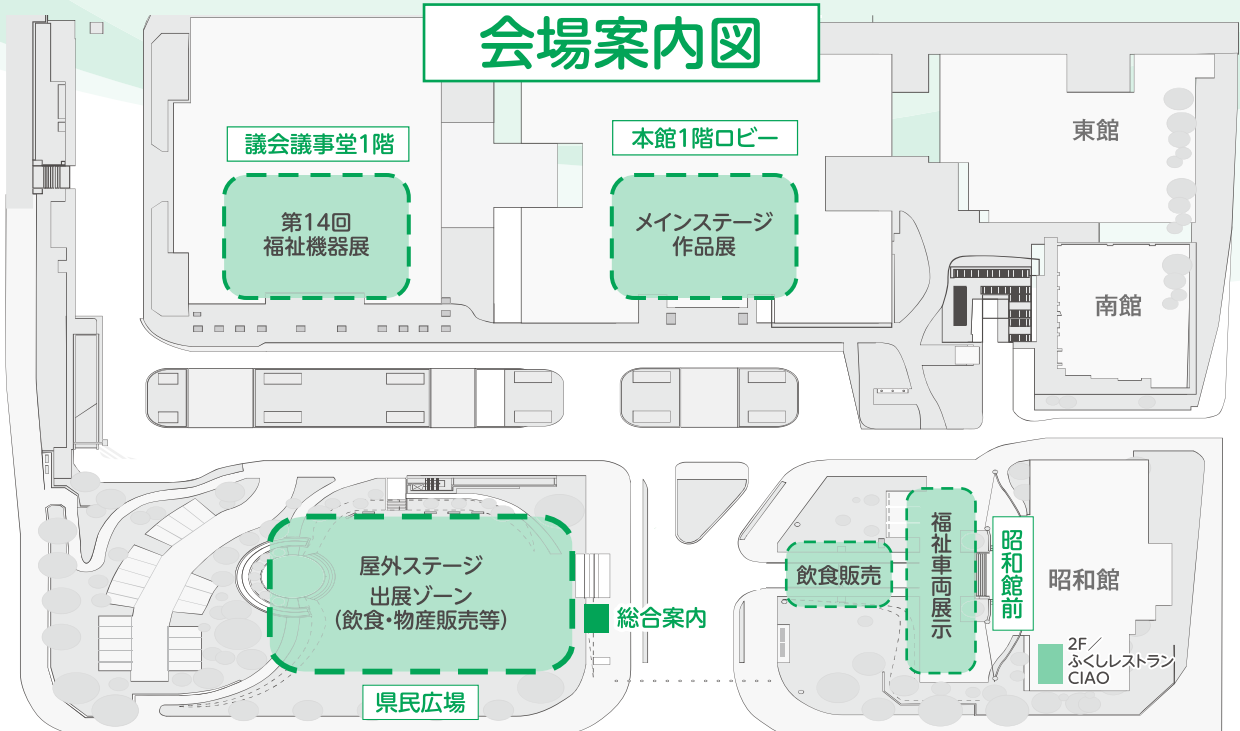 会場案内図
議会議事堂1階
第14回
福祉機器展
本館1階ロビー
メインステージ
作品展
東館
南館
屋外ステージ
出展ゾーン
(飲食・物産販売等)
県民広場
総合案内
飲食販売
福祉車両展示
昭和館前
昭和館
2F／
ふくしレストラン
CIAO